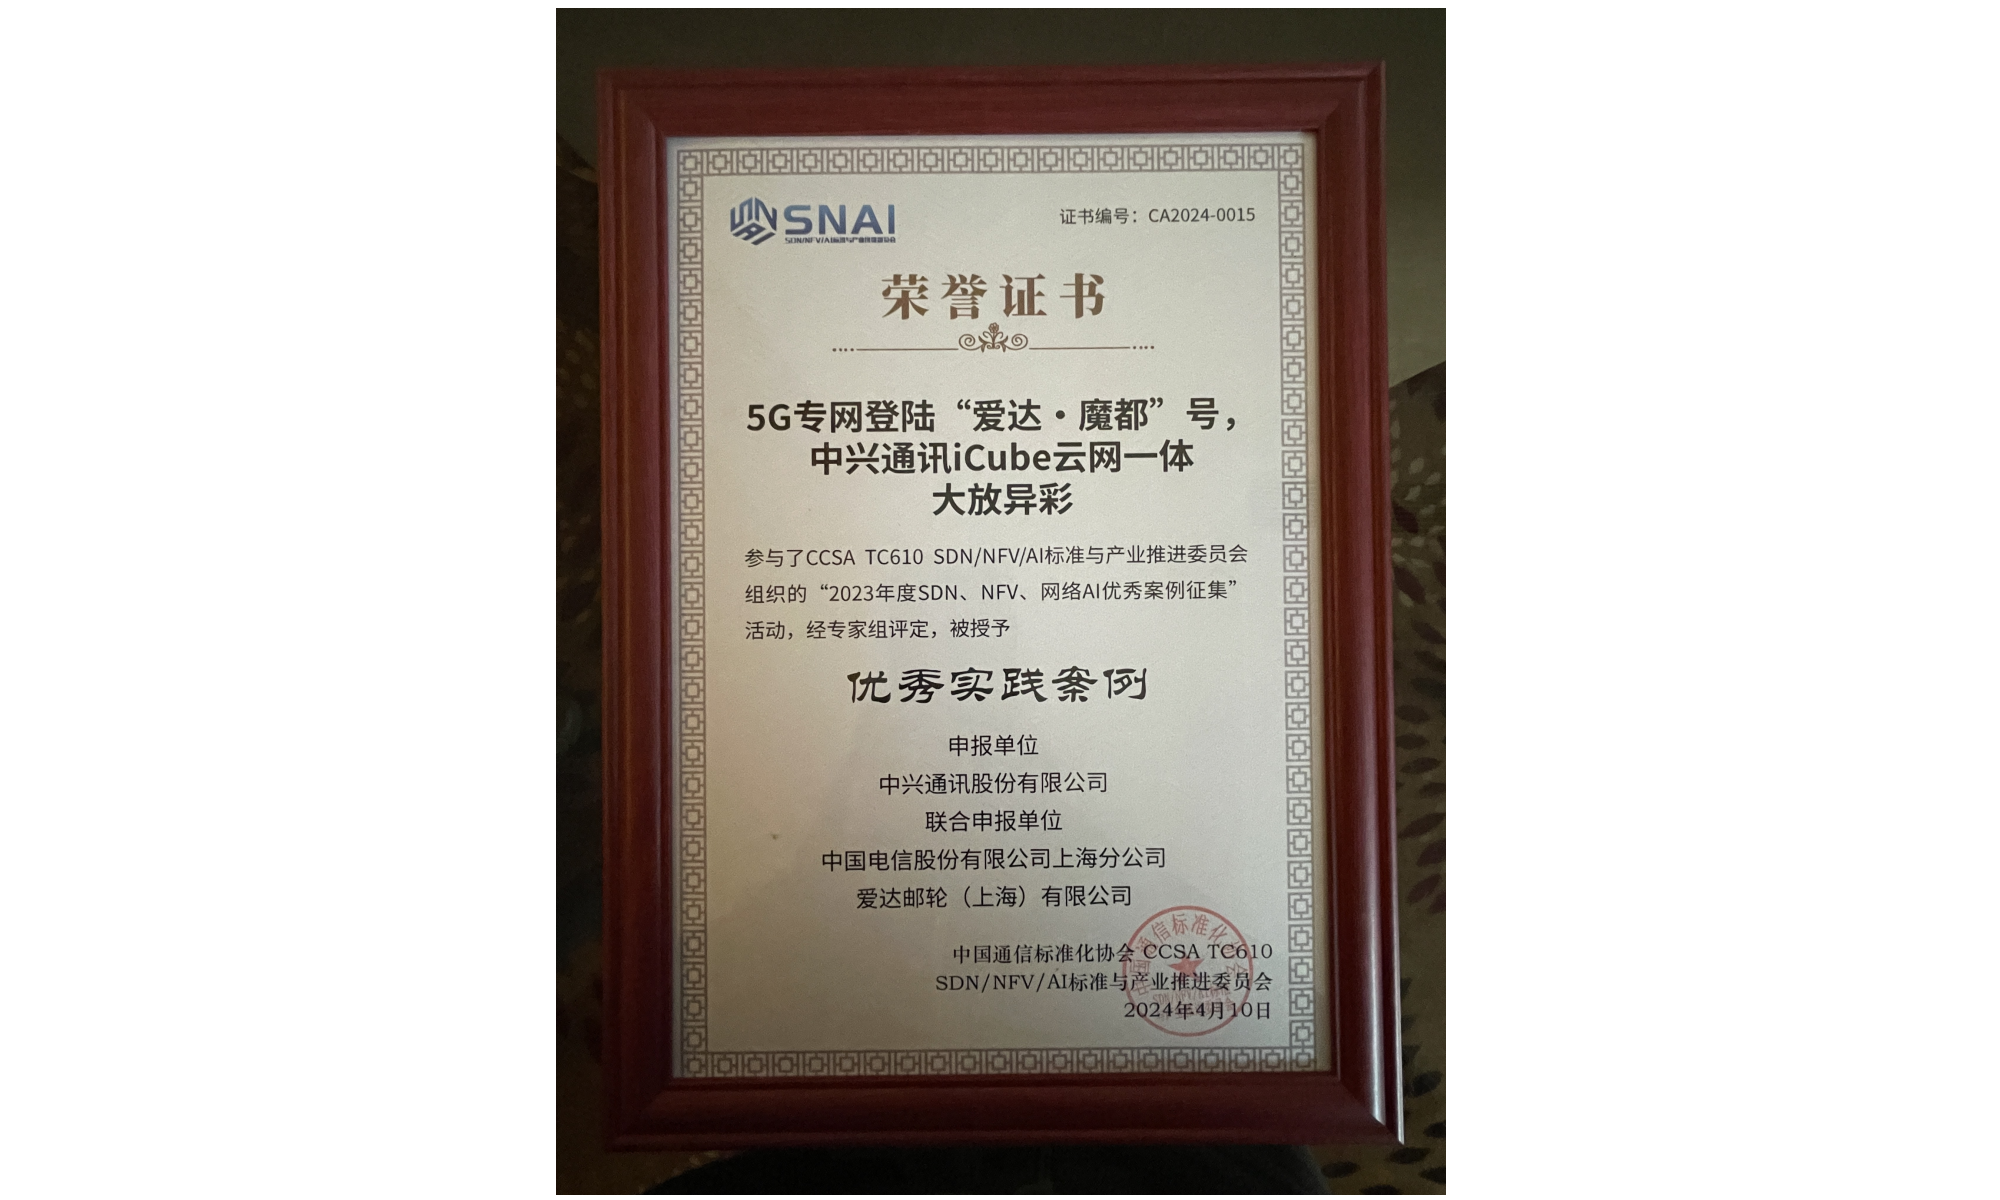 SNAI
SDN/NFV/AI标准与产业推进委员会
证书编号：CA2024-0015
荣誉证书
5G专网登陆“爱达·魔都”号，
中兴通讯iCube云网一体
大放异彩
参与了CCSA TC610 SDN/NFV/AI标准与产业推进委员会
组织的“2023年度SDN、NFV、网络AI优秀案例征集”
活动，经专家组评定，被授予
优秀实践案例
申报单位
中兴通讯股份有限公司
联合申报单位
中国电信股份有限公司上海分公司
爱达邮轮（上海）有限公司
中国通信标准化协会 CCSA TC610
SDN/NFV/AI标准与产业推进委员会
2024年4月10日
中国通信标准化协会